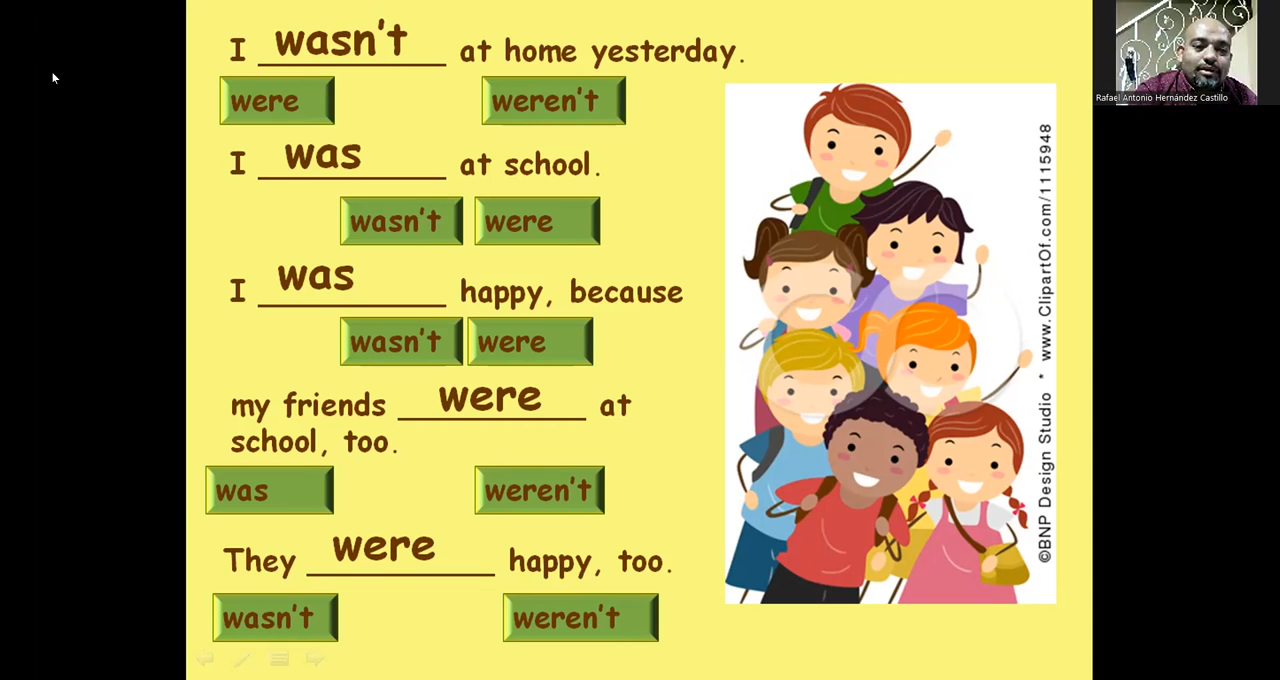 I wasn't at home yesterday.
were weren't
I was at school.
wasn't were
I was happy, because
wasn't were
my friends were at
school, too.
was weren't
They were happy, too.
wasn't weren't
©BNP Design Studio * www.ClipartOf.com/1115948
Rafael Antonio Hernández Castillo